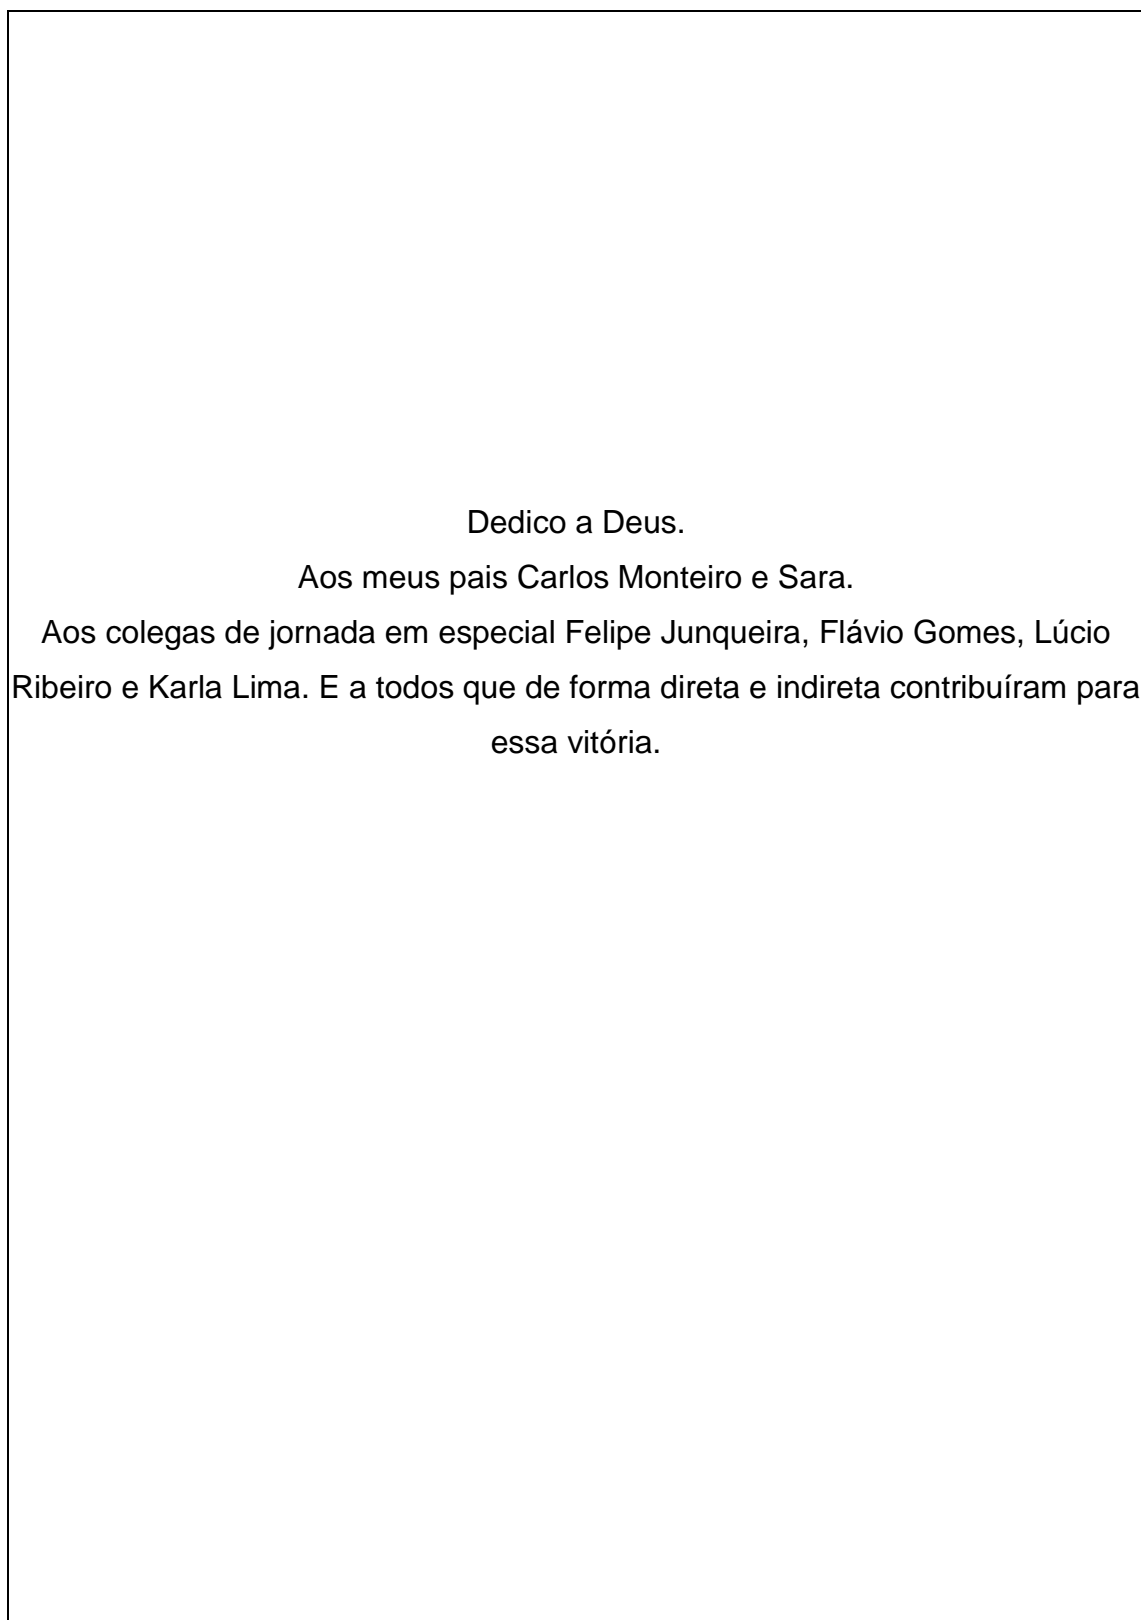 Dedico a Deus.
Aos meus pais Carlos Monteiro e Sara.
Aos colegas de jornada em especial Felipe Junqueira, Flávio Gomes, Lúcio
Ribeiro e Karla Lima. E a todos que de forma direta e indireta contribuíram para
essa vitória.